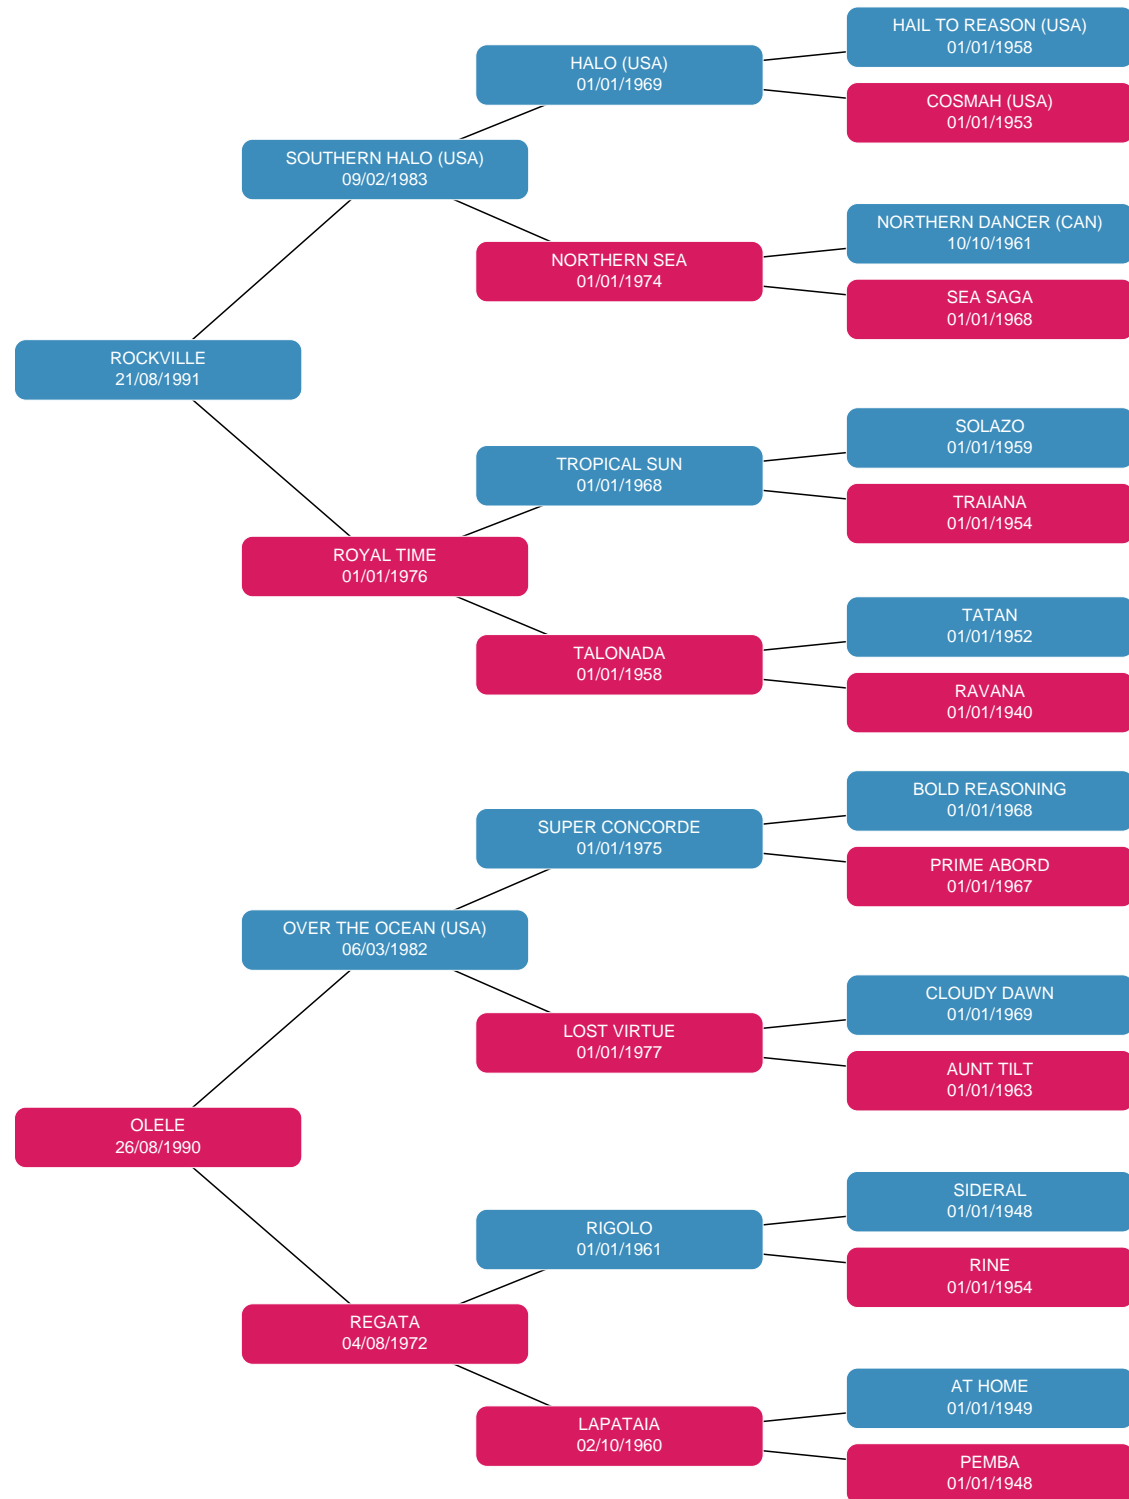 HAIL TO REASON (USA)
01/01/1958
HALO (USA)
01/01/1969
COSMAH (USA)
01/01/1953
SOUTHERN HALO (USA)
09/02/1983
NORTHERN DANCER (CAN)
10/10/1961
NORTHERN SEA
01/01/1974
SEA SAGA
01/01/1968
ROCKVILLE
21/08/1991
SOLAZO
01/01/1959
TROPICAL SUN
01/01/1968
TRAIANA
01/01/1954
ROYAL TIME
01/01/1976
TATAN
01/01/1952
TALONADA
01/01/1958
RAVANA
01/01/1940
BOLD REASONING
01/01/1968
SUPER CONCORDE
01/01/1975
PRIME ABORD
01/01/1967
OVER THE OCEAN (USA)
06/03/1982
CLOUDY DAWN
01/01/1969
LOST VIRTUE
01/01/1977
AUNT TILT
01/01/1963
OLELE
26/08/1990
SIDERAL
01/01/1948
RIGOLO
01/01/1961
RINE
01/01/1954
REGATA
04/08/1972
AT HOME
01/01/1949
LAPATAIA
02/10/1960
PEMBA
01/01/1948